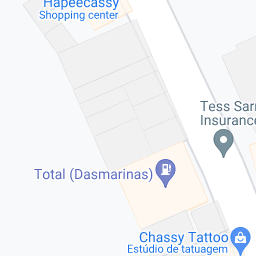 Hapeecassy
Shopping center
Tess Sar
Insurance
Total (Dasmarinas)
Chassy Tattoo
Estúdio de tatuagem